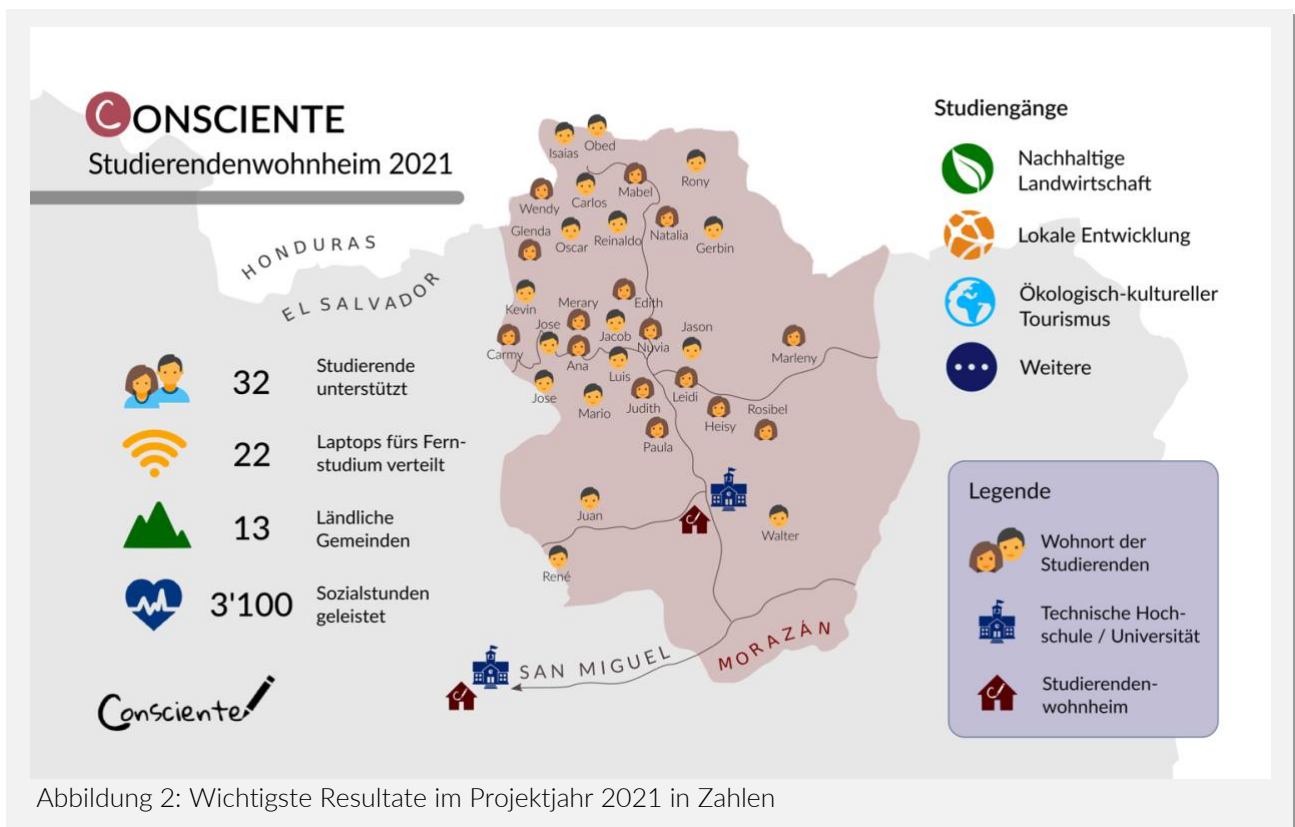 CONSCIENTE
Studierendenwohnheim 2021
HONDURAS
EL SALVADOR
32
Studierende
unterstützt
22
Laptops fürs Fern-
studium verteilt
13
Ländliche
Gemeinden
3'100
Sozialstunden
geleistet
Consciente
Obed
Isaias
Rony
Mabel
Carlos
Wendy
Glenda
Oscar
Reinaldo
Natalia
Gerbin
Kevin
Merary
Edith
Jose
Jacob
Nuvia
Jason
Carmy
Ana
Luis
Marleny
Jose
Mario
Judith
Leidi
Heisy
Rosibel
Paula
Juan
Walter
René
SAN MIGUEL
MORAZÁN
Studiengänge
Nachhaltige
Landwirtschaft
Lokale Entwicklung
Ökologisch-kultureller
Tourismus
Weitere
Legende
Wohnort der
Studierenden
Technische Hoch-
schule / Universität
Studierenden-
wohnheim
Abbildung 2: Wichtigste Resultate im Projektjahr 2021 in Zahlen